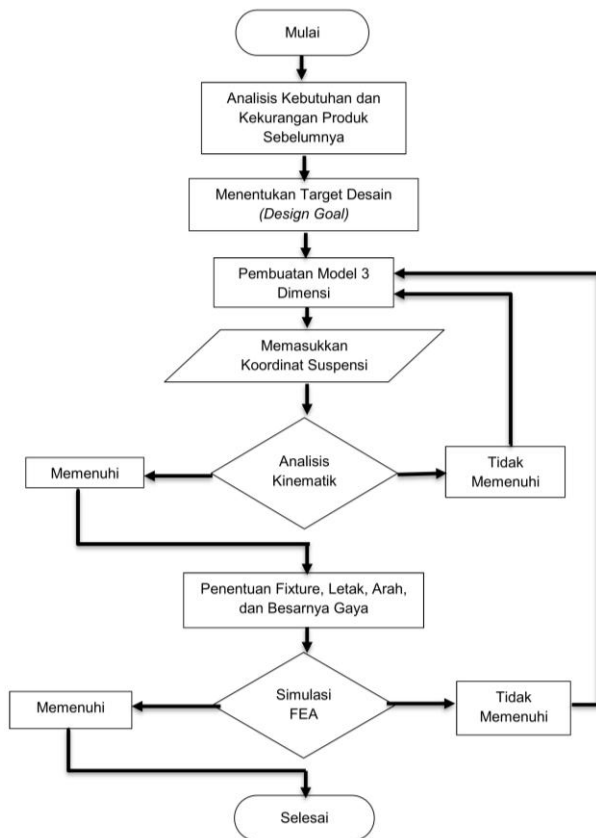 Mulai
Analisis Kebutuhan dan
Kekurangan Produk
Sebelumnya
Menentukan Target Desain
(Design Goal)
Pembuatan Model 3
Dimensi
Memasukkan
Koordinat Suspensi
Analisis
Kinematik
Memenuhi
Tidak
Memenuhi
Penentuan Fixture, Letak, Arah,
dan Besarnya Gaya
Simulasi
FEA
Memenuhi
Tidak
Memenuhi
Selesai